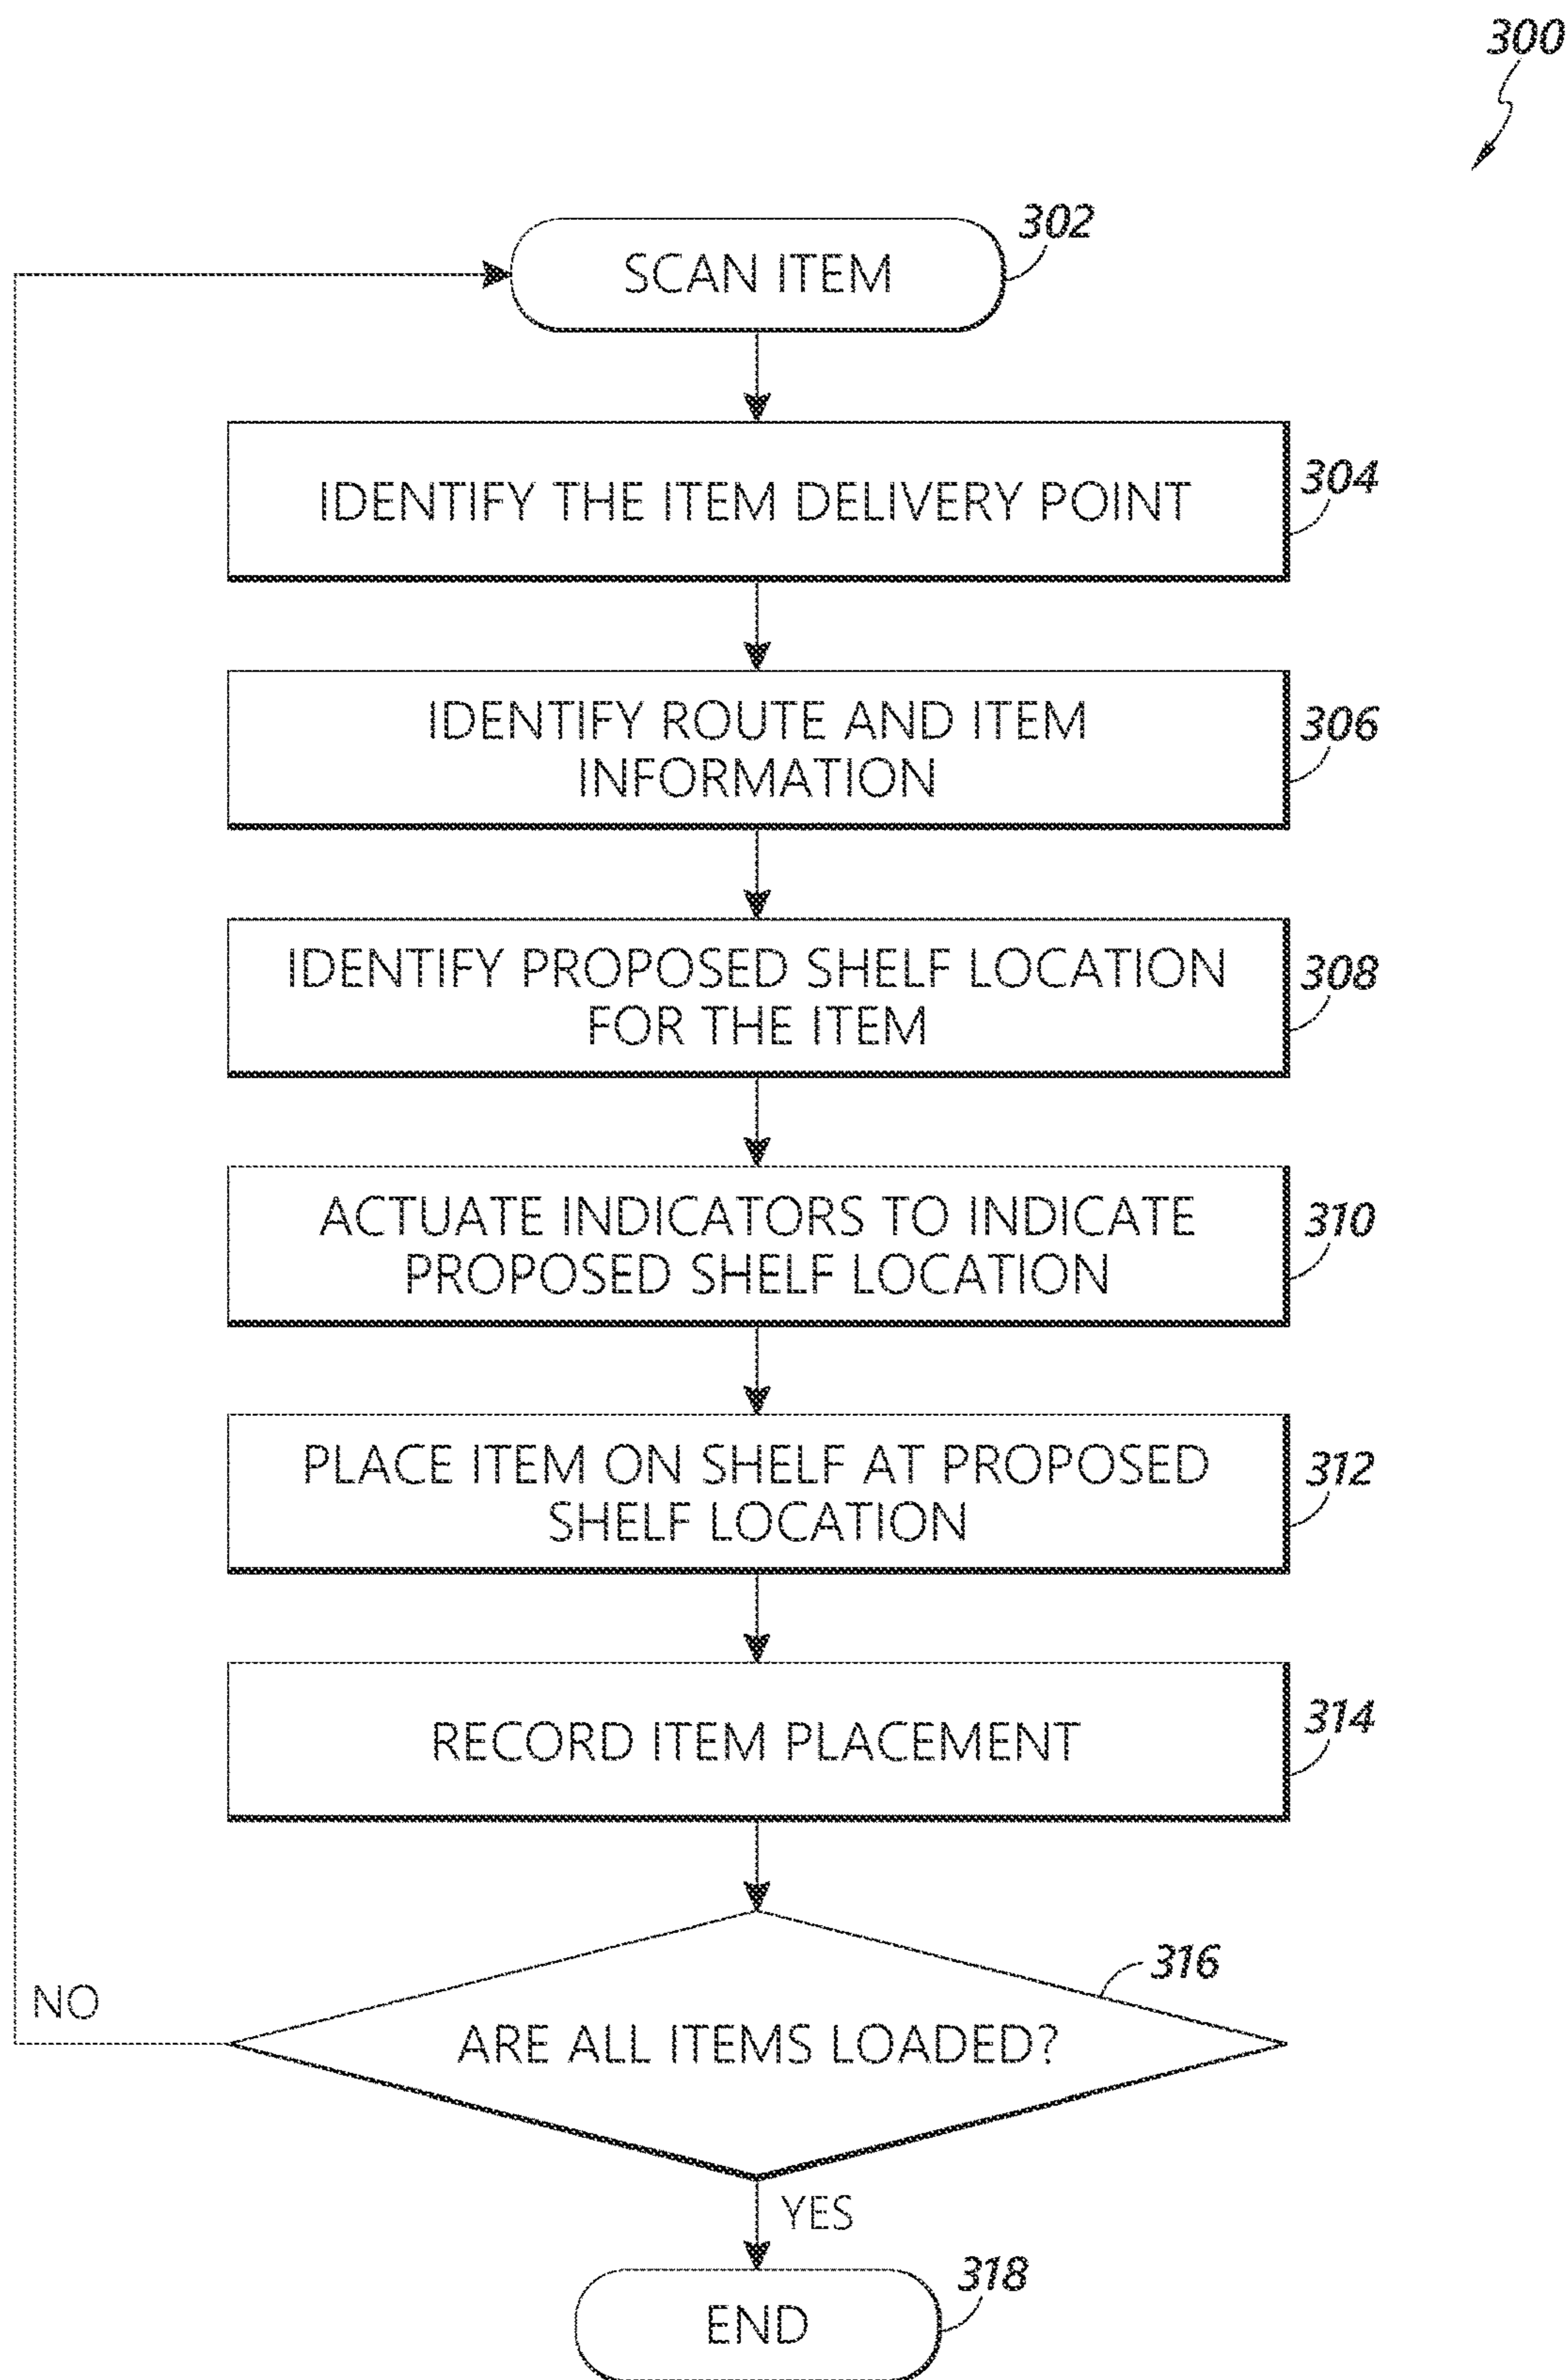 300
302
SCAN ITEM
304
IDENTIFY THE ITEM DELIVERY POINT
306
IDENTIFY ROUTE AND ITEM
INFORMATION
308
IDENTIFY PROPOSED SHELF LOCATION
FOR THE ITEM
310
ACTUATE INDICATORS TO INDICATE
PROPOSED SHELF LOCATION
312
PLACE ITEM ON SHELF AT PROPOSED
SHELF LOCATION
314
RECORD ITEM PLACEMENT
316
NO
ARE ALL ITEMS LOADED?
YES
318
END